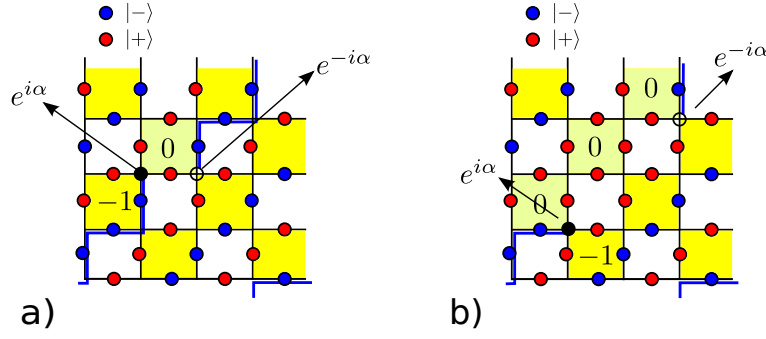 |−⟩ |−⟩
|+⟩ |+⟩
e^{iα} e^{−iα} 0 −1
0 0 0 −1 e^{iα} e^{−iα}
a) b)